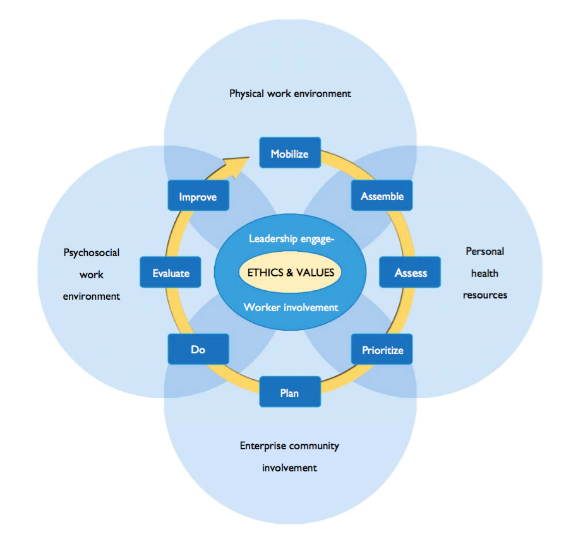 Physical work environment
Mobilize
Improve
Assemble
Leadership engage-
Psychosocial
work
environment
Evaluate
ETHICS & VALUES
Assess
Personal
health
resources
Worker involvement
Do
Prioritize
Plan
Enterprise community
involvement